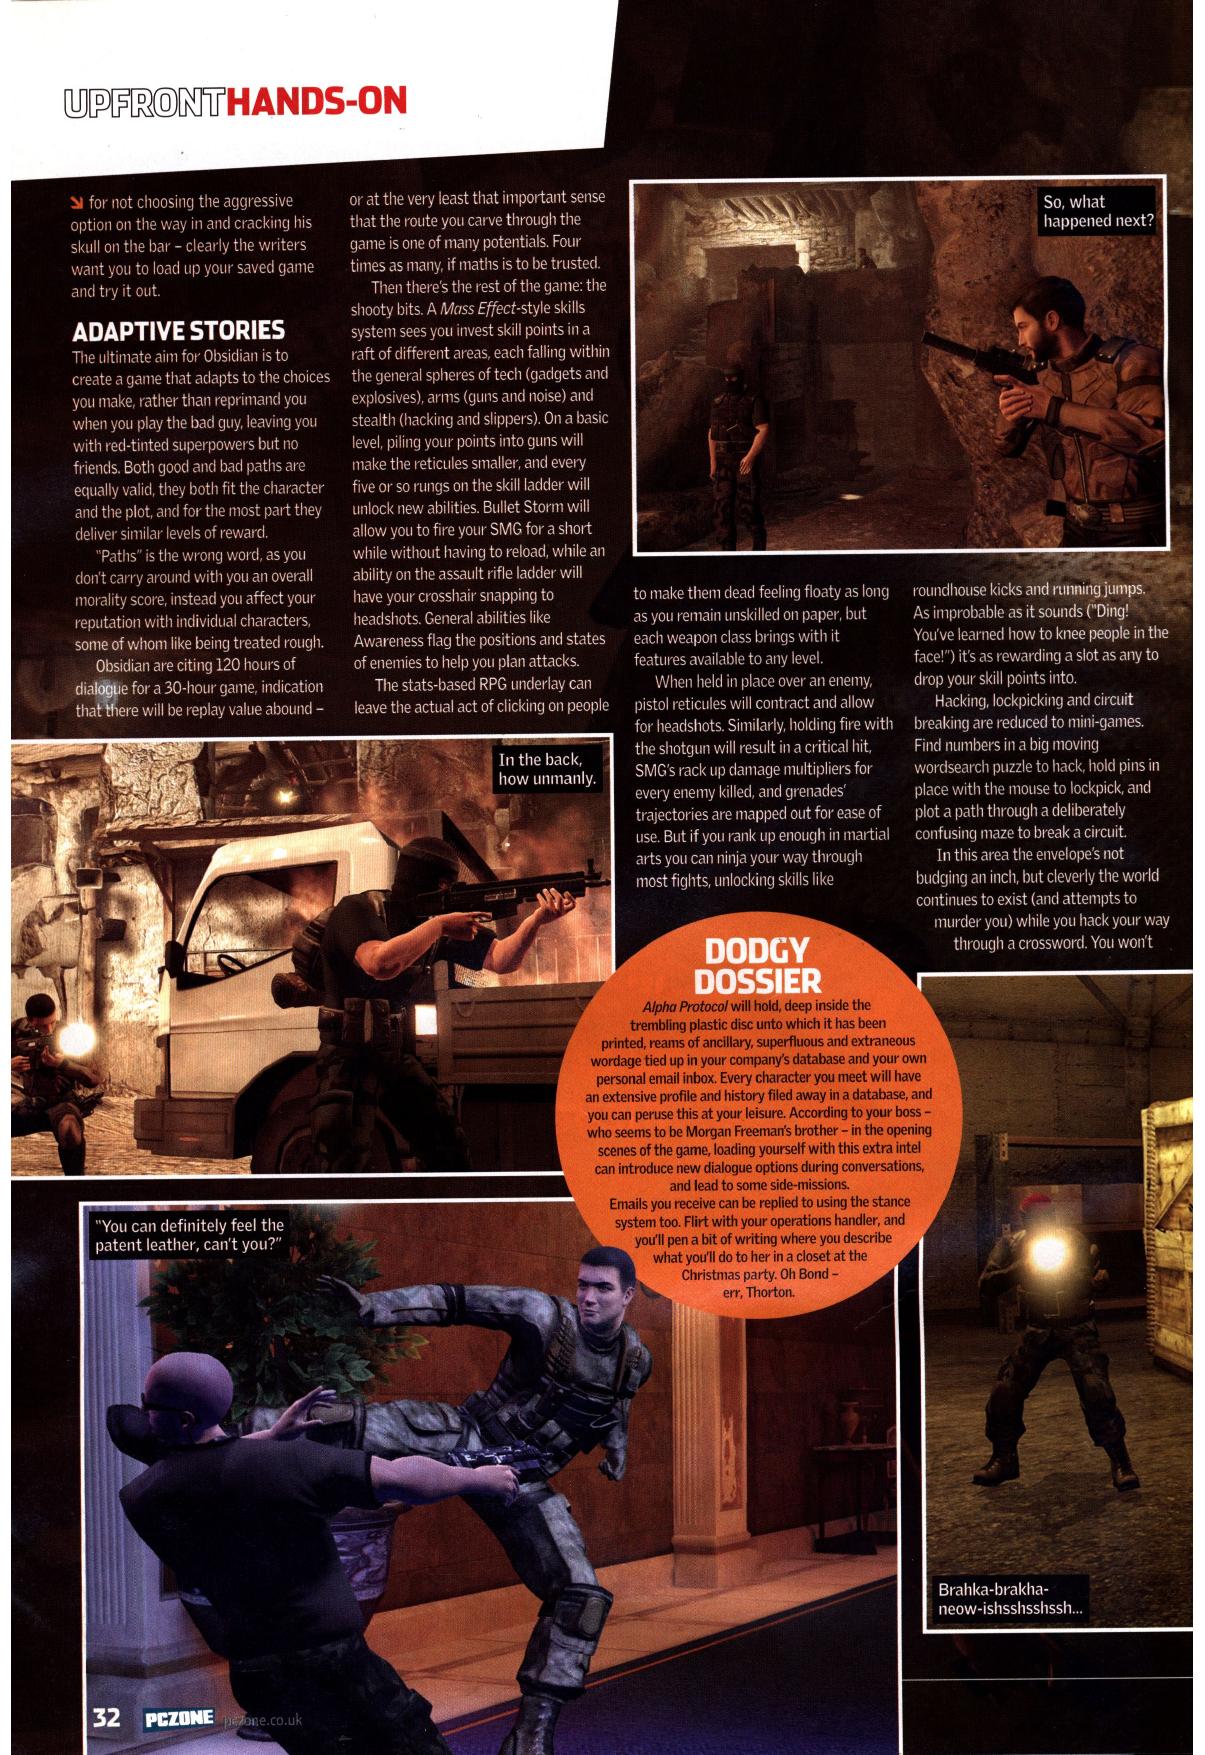 UPFRONTHANDS-ON
for not choosing the aggressive
option on the way in and cracking his
skull on the bar – clearly the writers
want you to load up your saved game
and try it out.
ADAPTIVE STORIES
The ultimate aim for Obsidian is to
create a game that adapts to the choices
you make, rather than reprimand you
when you play the bad guy, leaving you
with red-tinted superpowers but no
friends. Both good and bad paths are
equally valid, they both fit the character
and the plot, and for the most part they
deliver similar levels of reward.
"Paths" is the wrong word, as you
don't carry around with you an overall
morality score, instead you affect your
reputation with individual characters,
some of whom like being treated rough.
Obsidian are citing 120 hours of
dialogue for a 30-hour game, indication
that there will be replay value abound –
or at the very least that important sense
that the route you carve through the
game is one of many potentials. Four
times as many, if maths is to be trusted.
Then there's the rest of the game: the
shooty bits. A Mass Effect-style skills
system sees you invest skill points in a
raft of different areas, each falling within
the general spheres of tech (gadgets and
explosives), arms (guns and noise) and
stealth (hacking and slippers). On a basic
level, piling your points into guns will
make the reticules smaller, and every
five or so rungs on the skill ladder will
unlock new abilities. Bullet Storm will
allow you to fire your SMG for a short
while without having to reload, while an
ability on the assault rifle ladder will
have your crosshair snapping to
headshots. General abilities like
Awareness flag the positions and states
of enemies to help you plan attacks.
The stats-based RPG underlay can
leave the actual act of clicking on people
So, what
happened next?
to make them dead feeling floaty as long
as you remain unskilled on paper, but
each weapon class brings with it
features available to any level.
When held in place over an enemy,
pistol reticules will contract and allow
for headshots. Similarly, holding fire with
the shotgun will result in a critical hit,
SMG's rack up damage multipliers for
every enemy killed, and grenades'
trajectories are mapped out for ease of
use. But if you rank up enough in martial
arts you can ninja your way through
most fights, unlocking skills like
roundhouse kicks and running jumps.
As improbable as it sounds ("Ding!
You've learned how to knee people in the
face!") it's as rewarding a slot as any to
drop your skill points into.
Hacking, lockpicking and circuit
breaking are reduced to mini-games.
Find numbers in a big moving
wordsearch puzzle to hack, hold pins in
place with the mouse to lockpick, and
plot a path through a deliberately
confusing maze to break a circuit.
In this area the envelope's not
budging an inch, but cleverly the world
continues to exist (and attempts to
murder you) while you hack your way
through a crossword. You won't
In the back,
how unmanly.
DODGY
DOSSIER
Alpha Protocol will hold, deep inside the
trembling plastic disc unto which it has been
printed, reams of ancillary, superfluous and extraneous
wordage tied up in your company's database and your own
personal email inbox. Every character you meet will have
an extensive profile and history filed away in a database, and
you can peruse this at your leisure. According to your boss –
who seems to be Morgan Freeman's brother – in the opening
scenes of the game, loading yourself with this extra intel
can introduce new dialogue options during conversations,
and lead to some side-missions.
Emails you receive can be replied to using the stance
system too. Flirt with your operations handler, and
you'll pen a bit of writing where you describe
what you'll do to her in a closet at the
Christmas party. Oh Bond –
err, Thorton.
"You can definitely feel the
patent leather, can't you?"
Brahka-brakha-
neow-ishsshsshssh...
32 PCZONE pczone.co.uk